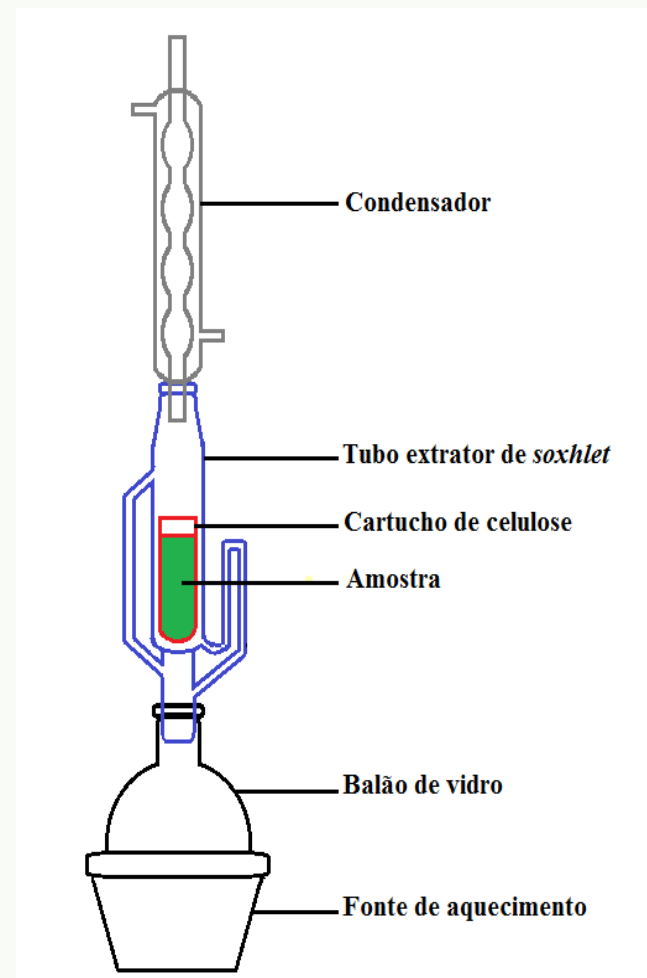 Condensador
Tubo extrator de soxhlet
Cartucho de celulose
Amostra
Balão de vidro
Fonte de aquecimento